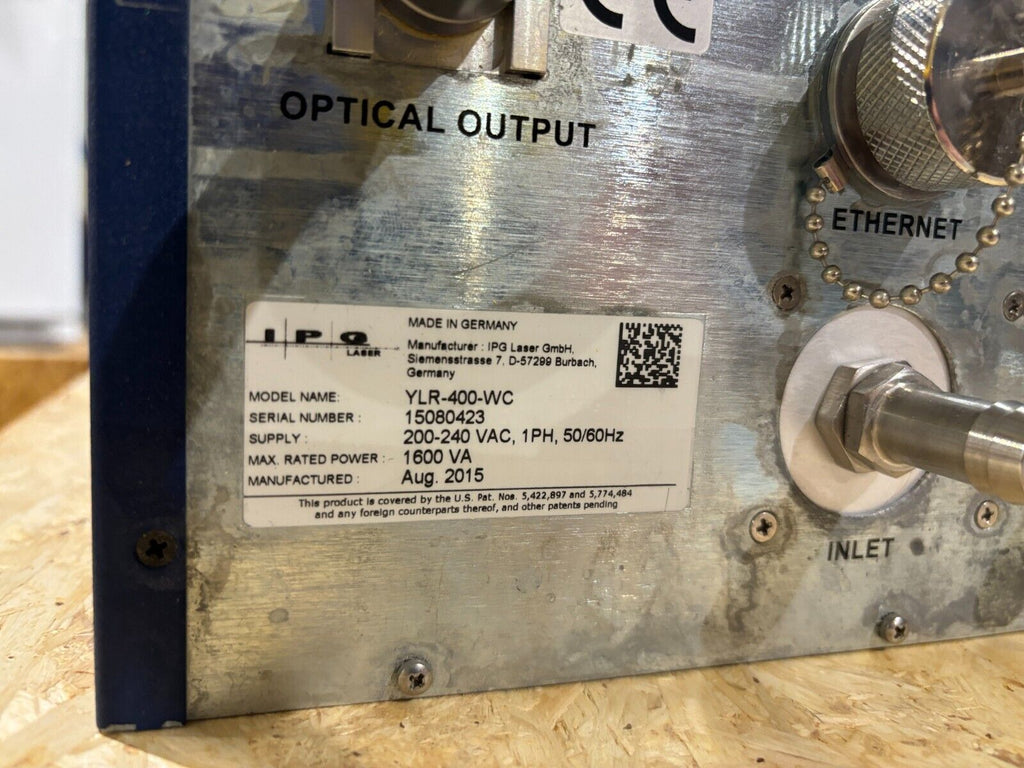 CE
OPTICAL OUTPUT
ETHERNET
IPG
LASER
MADE IN GERMANY
Manufacturer : IPG Laser GmbH,
Siemensstrasse 7, D-57299 Burbach,
Germany
MODEL NAME: YLR-400-WC
SERIAL NUMBER : 15080423
SUPPLY : 200-240 VAC, 1PH, 50/60Hz
MAX. RATED POWER : 1600 VA
MANUFACTURED : Aug. 2015
This product is covered by the U.S. Pat. Nos. 5,422,897 and 5,774,484
and any foreign counterparts thereof, and other patents pending
INLET